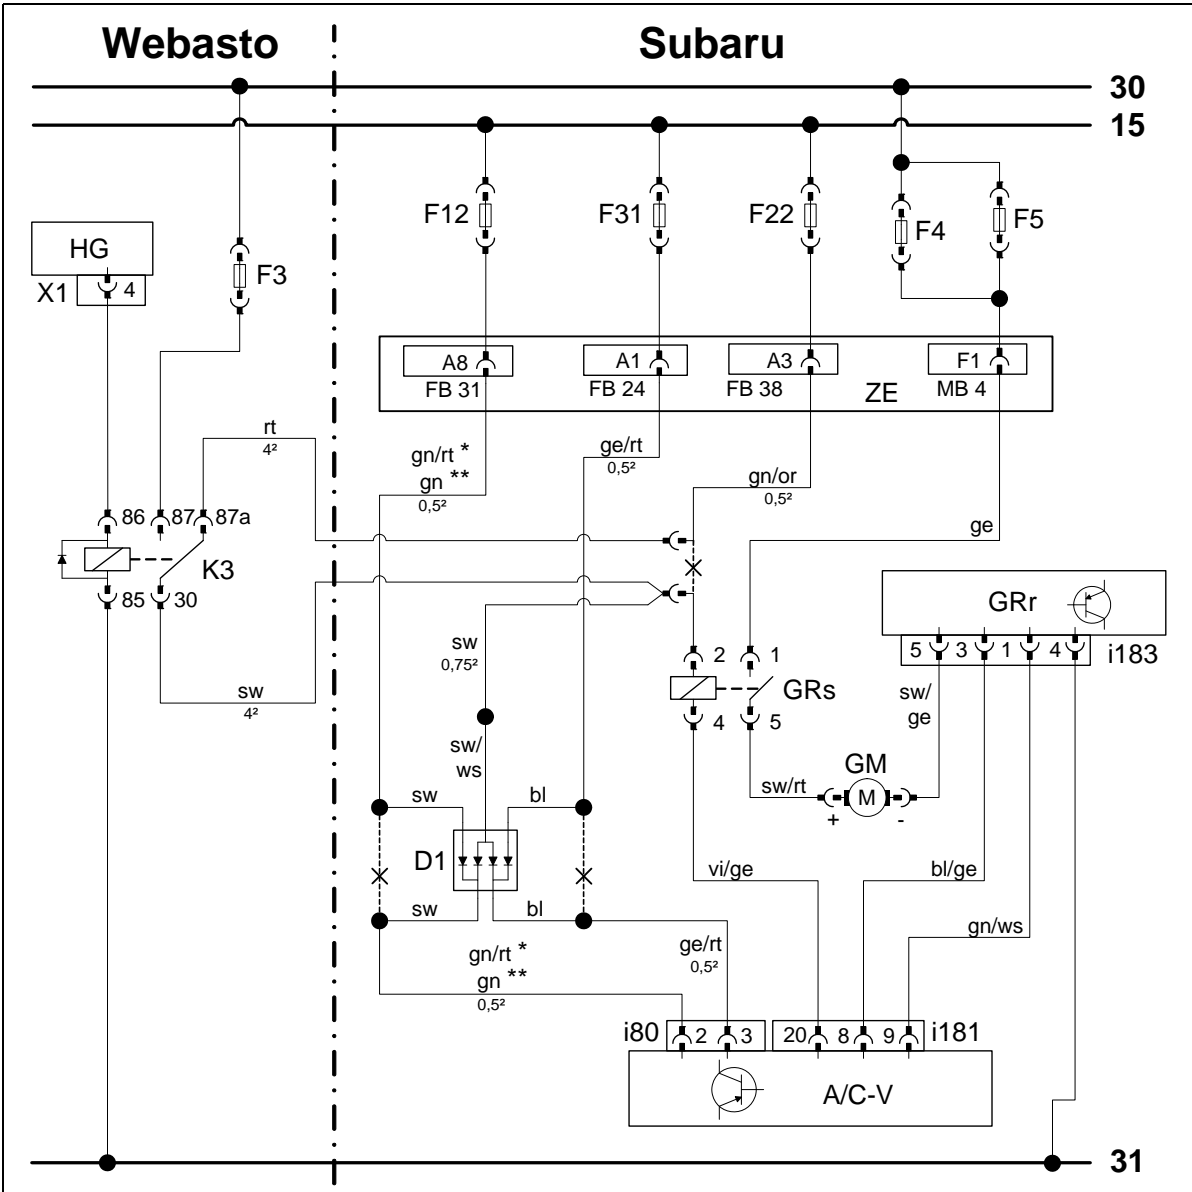 Webasto
Subaru
30
15
HG
X1
4
F3
F12
F31
F22
F4
F5
A8
FB 31
A1
FB 24
A3
FB 38
F1
MB 4
ZE
rt
4²
gn/rt *
gn **
0,5²
ge/rt
0,5²
gn/or
0,5²
ge
86
87
87a
K3
85
30
sw
4²
sw
0,75²
sw/
ws
2
1
GRs
4
5
GRr
5
3
1
4
i183
sw/
ge
GM
sw/rt
M
+
-
sw
bl
D1
sw
bl
vi/ge
bl/ge
gn/ws
gn/rt *
gn **
0,5²
ge/rt
0,5²
i80
2
3
20
8
9
i181
A/C-V
31